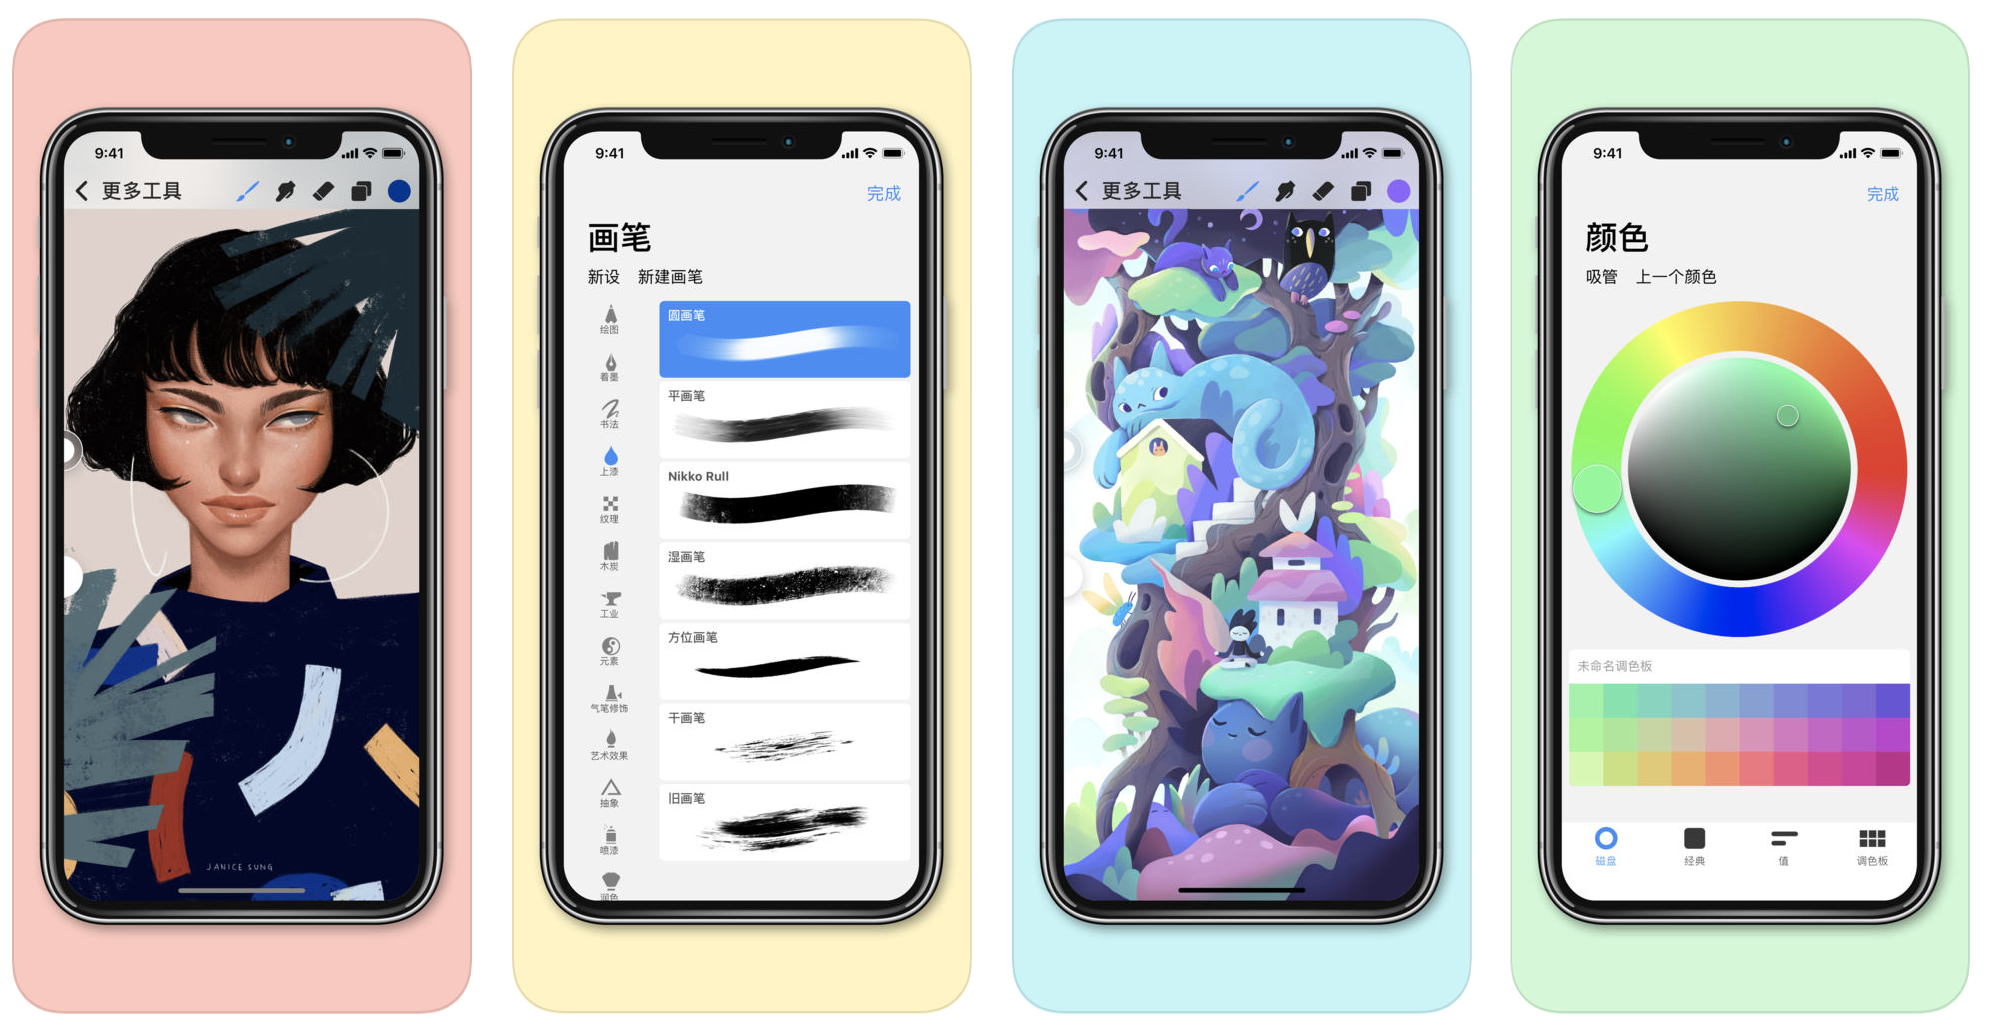 9:41
更多工具
JANICE SUNG
9:41
完成
画笔
新设 新建画笔
绘图
着墨
书法
上漆
纹理
木炭
工业
元素
气笔修饰
艺术效果
抽象
喷漆
润色
圆画笔
平画笔
Nikko Rull
湿画笔
方位画笔
干画笔
旧画笔
9:41
更多工具
9:41
完成
颜色
吸管 上一个颜色
未命名调色板
磁盘 经典 值 调色板